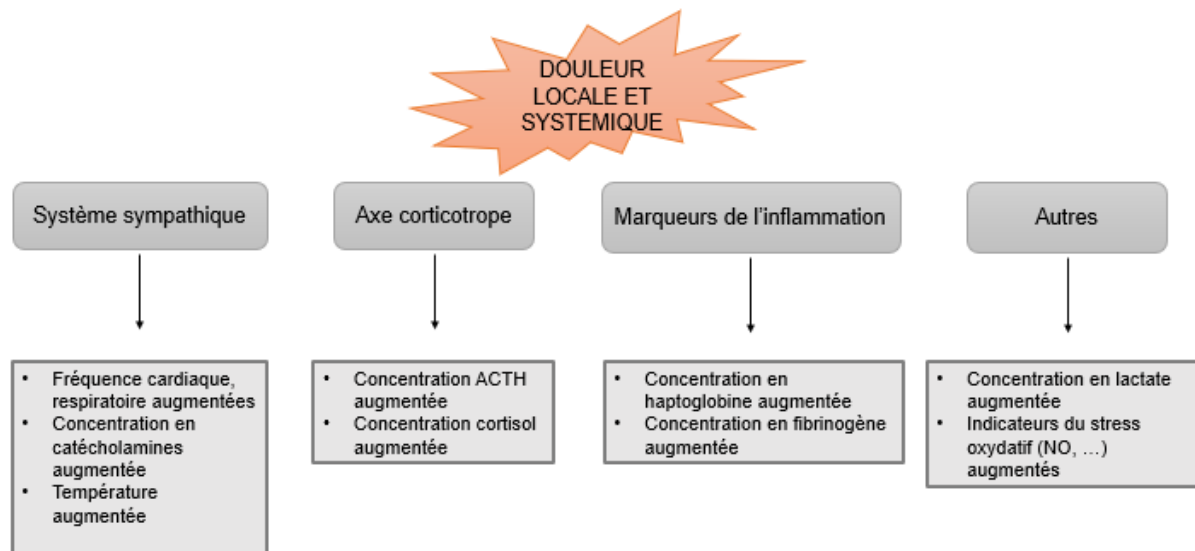 DOULEUR
LOCALE ET
SYSTEMIQUE
Système sympathique
Axe corticotrope
Marqueurs de l'inflammation
Autres
• Fréquence cardiaque,
respiratoire augmentées
• Concentration en
catécholamines
augmentée
• Température
augmentée
• Concentration ACTH
augmentée
• Concentration cortisol
augmentée
• Concentration en
haptoglobine augmentée
• Concentration en fibrinogène
augmentée
• Concentration en lactate
augmentée
• Indicateurs du stress
oxydatif (NO, …)
augmentés